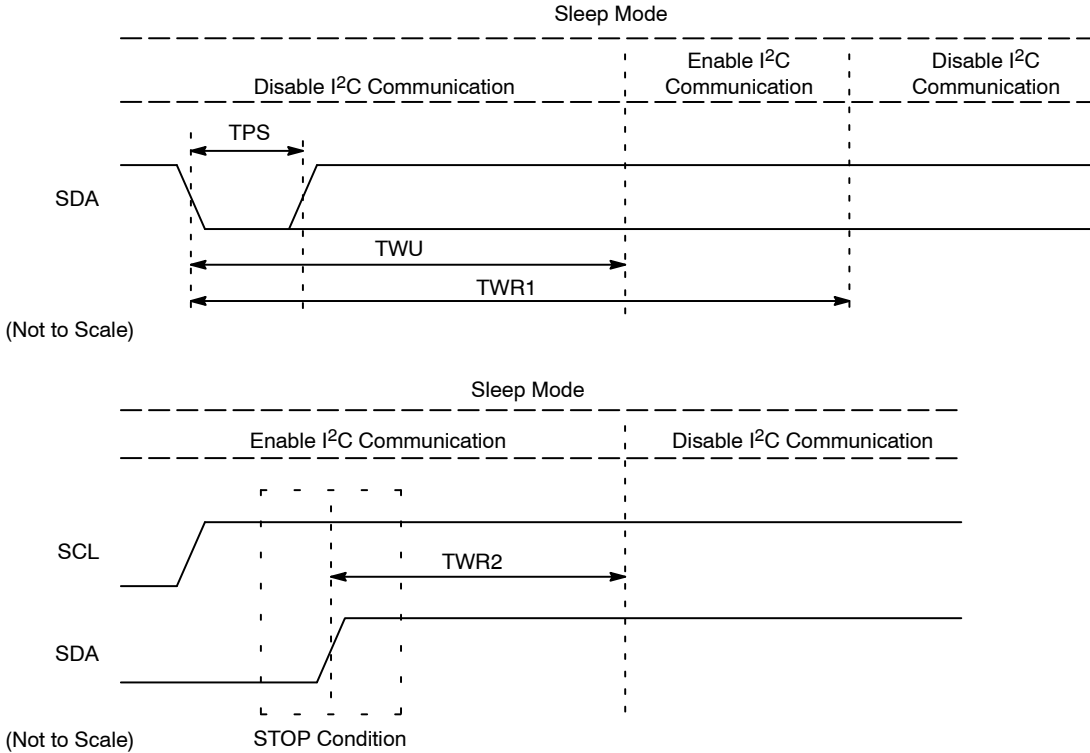 Sleep Mode
Disable I²C Communication
Enable I²C
Communication
Disable I²C
Communication
TPS
SDA
TWU
TWR1
(Not to Scale)
Sleep Mode
Enable I²C Communication
Disable I²C Communication
SCL
TWR2
SDA
(Not to Scale)
STOP Condition